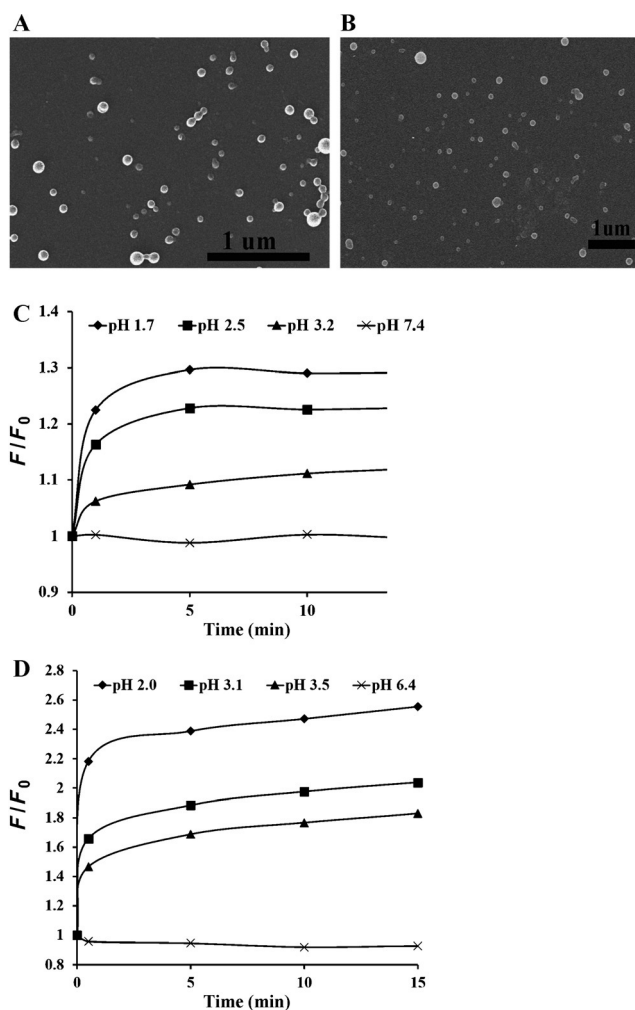 A
B
1 um
1um
C
pH 1.7 pH 2.5 pH 3.2 pH 7.4
1.4
1.3
1.2
1.1
1
0.9
F/F0
0 5 10
Time (min)
D
pH 2.0 pH 3.1 pH 3.5 pH 6.4
2.8
2.6
2.4
2.2
2
1.8
1.6
1.4
1.2
1
0.8
F/F0
0 5 10 15
Time (min)